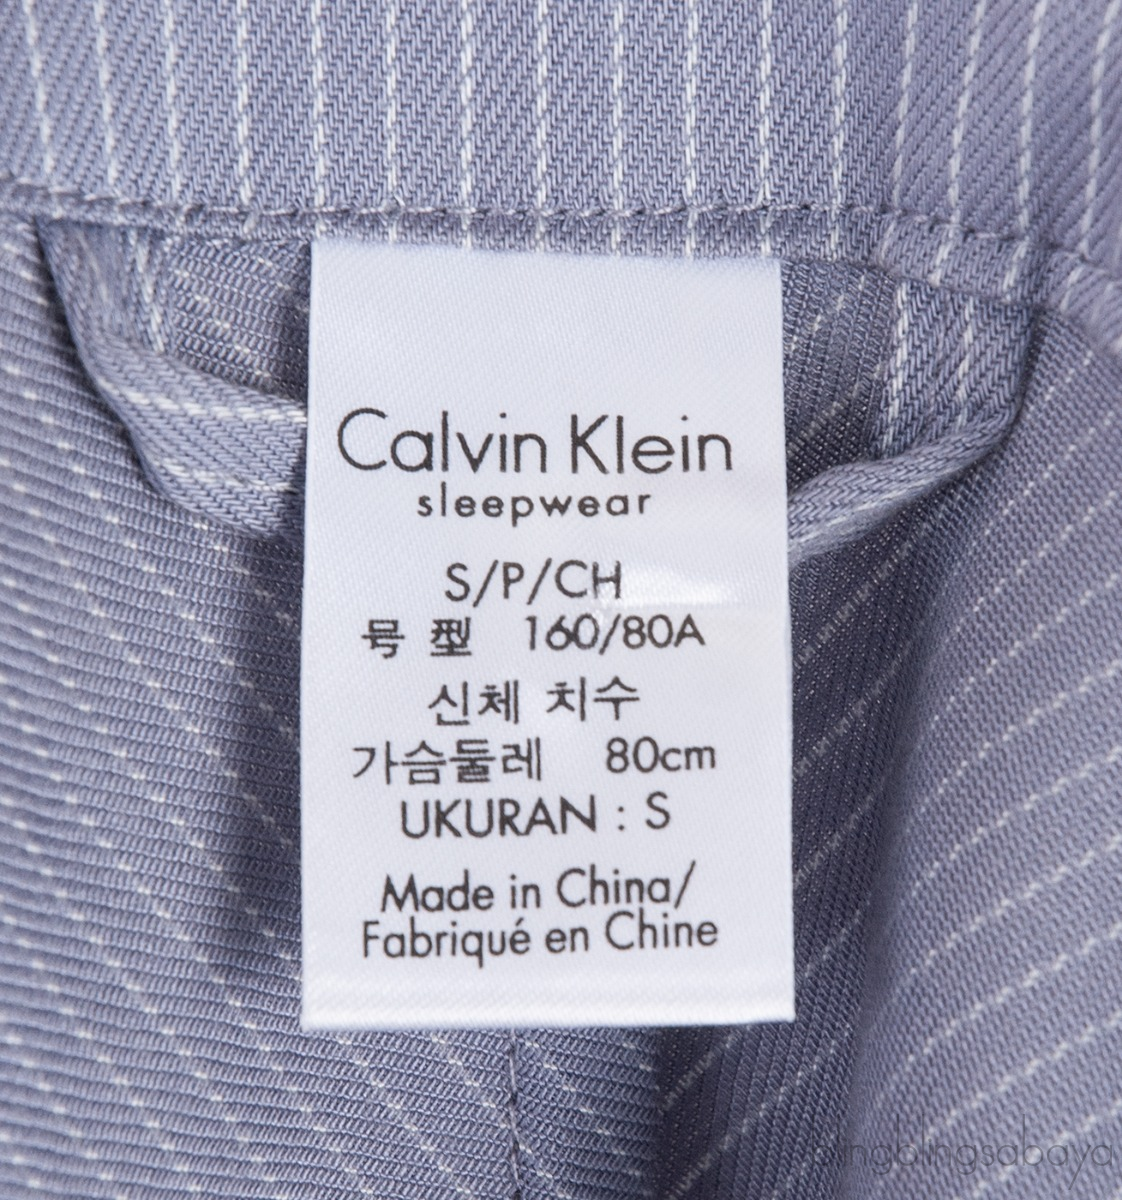 Calvin Klein
sleepwear
S/P/CH
号 型 160/80A
신체 치수
가슴둘레 80cm
UKURAN : S
Made in China/
Fabriqué en Chine
blingblingsabaya